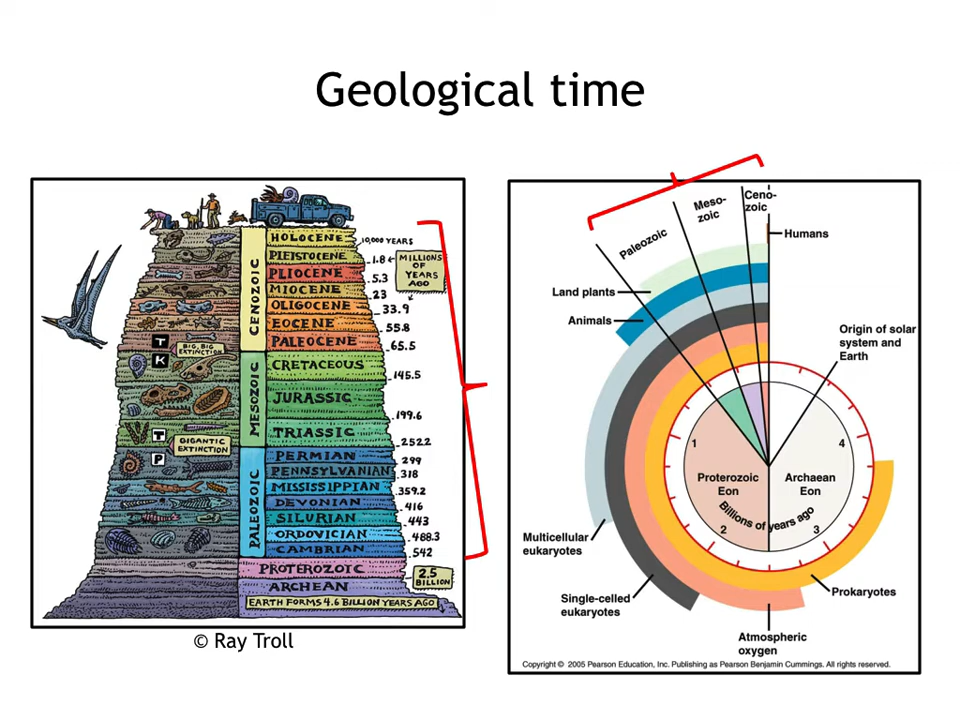 Geological time
HOLOCENE
10,000 YEARS
PLEISTOCENE
1.8
MILLIONS
OF
YEARS
AGO
PLIOCENE
5.3
MIOCENE
23
OLIGOCENE
33.9
EOCENE
55.8
PALEOCENE
65.5
CENOZOIC
T
BIG, BIG
EXTINCTION
K
CRETACEOUS
145.5
JURASSIC
199.6
TRIASSIC
252.2
MESOZOIC
T
GIGANTIC
EXTINCTION
P
PERMIAN
299
PENNSYLVANIAN
318
MISSISSIPPIAN
359.2
DEVONIAN
416
SILURIAN
443
ORDOVICIAN
488.3
CAMBRIAN
542
PALEOZOIC
PROTEROZOIC
2.5
BILLION
ARCHEAN
EARTH FORMS 4.6 BILLION YEARS AGO
© Ray Troll
Paleozoic
Meso-
zoic
Ceno-
zoic
Humans
Land plants
Animals
Origin of solar
system and
Earth
1
4
Proterozoic
Eon
Archaean
Eon
Billions of years ago
2
3
Multicellular
eukaryotes
Single-celled
eukaryotes
Prokaryotes
Atmospheric
oxygen
Copyright © 2005 Pearson Education, Inc. Publishing as Pearson Benjamin Cummings. All rights reserved.